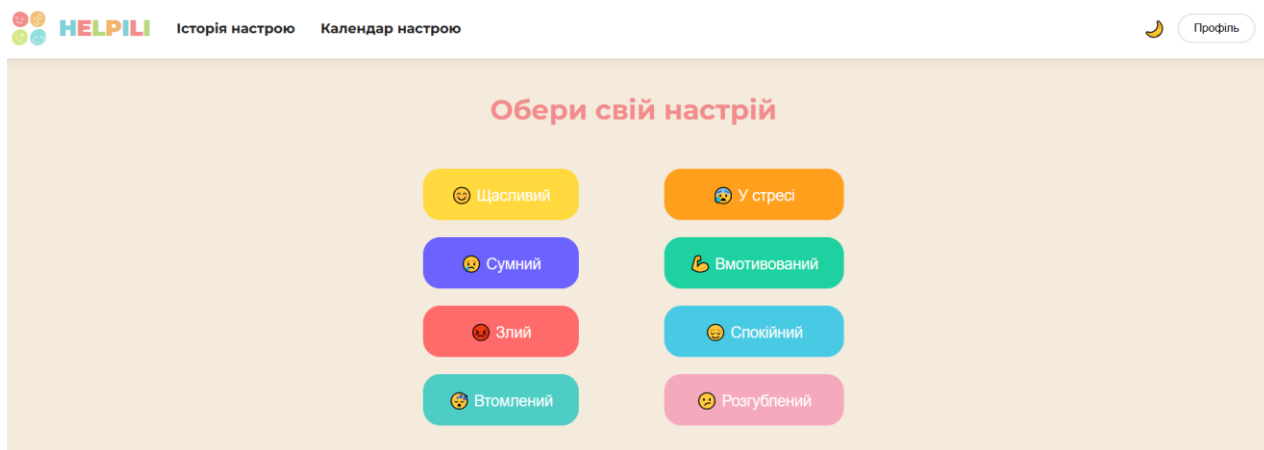 HELPILI Історія настрою Календар настрою Профіль
Обери свій настрій
Щасливий У стресі
Сумний Вмотивований
Злий Спокійний
Втомлений Розгублений